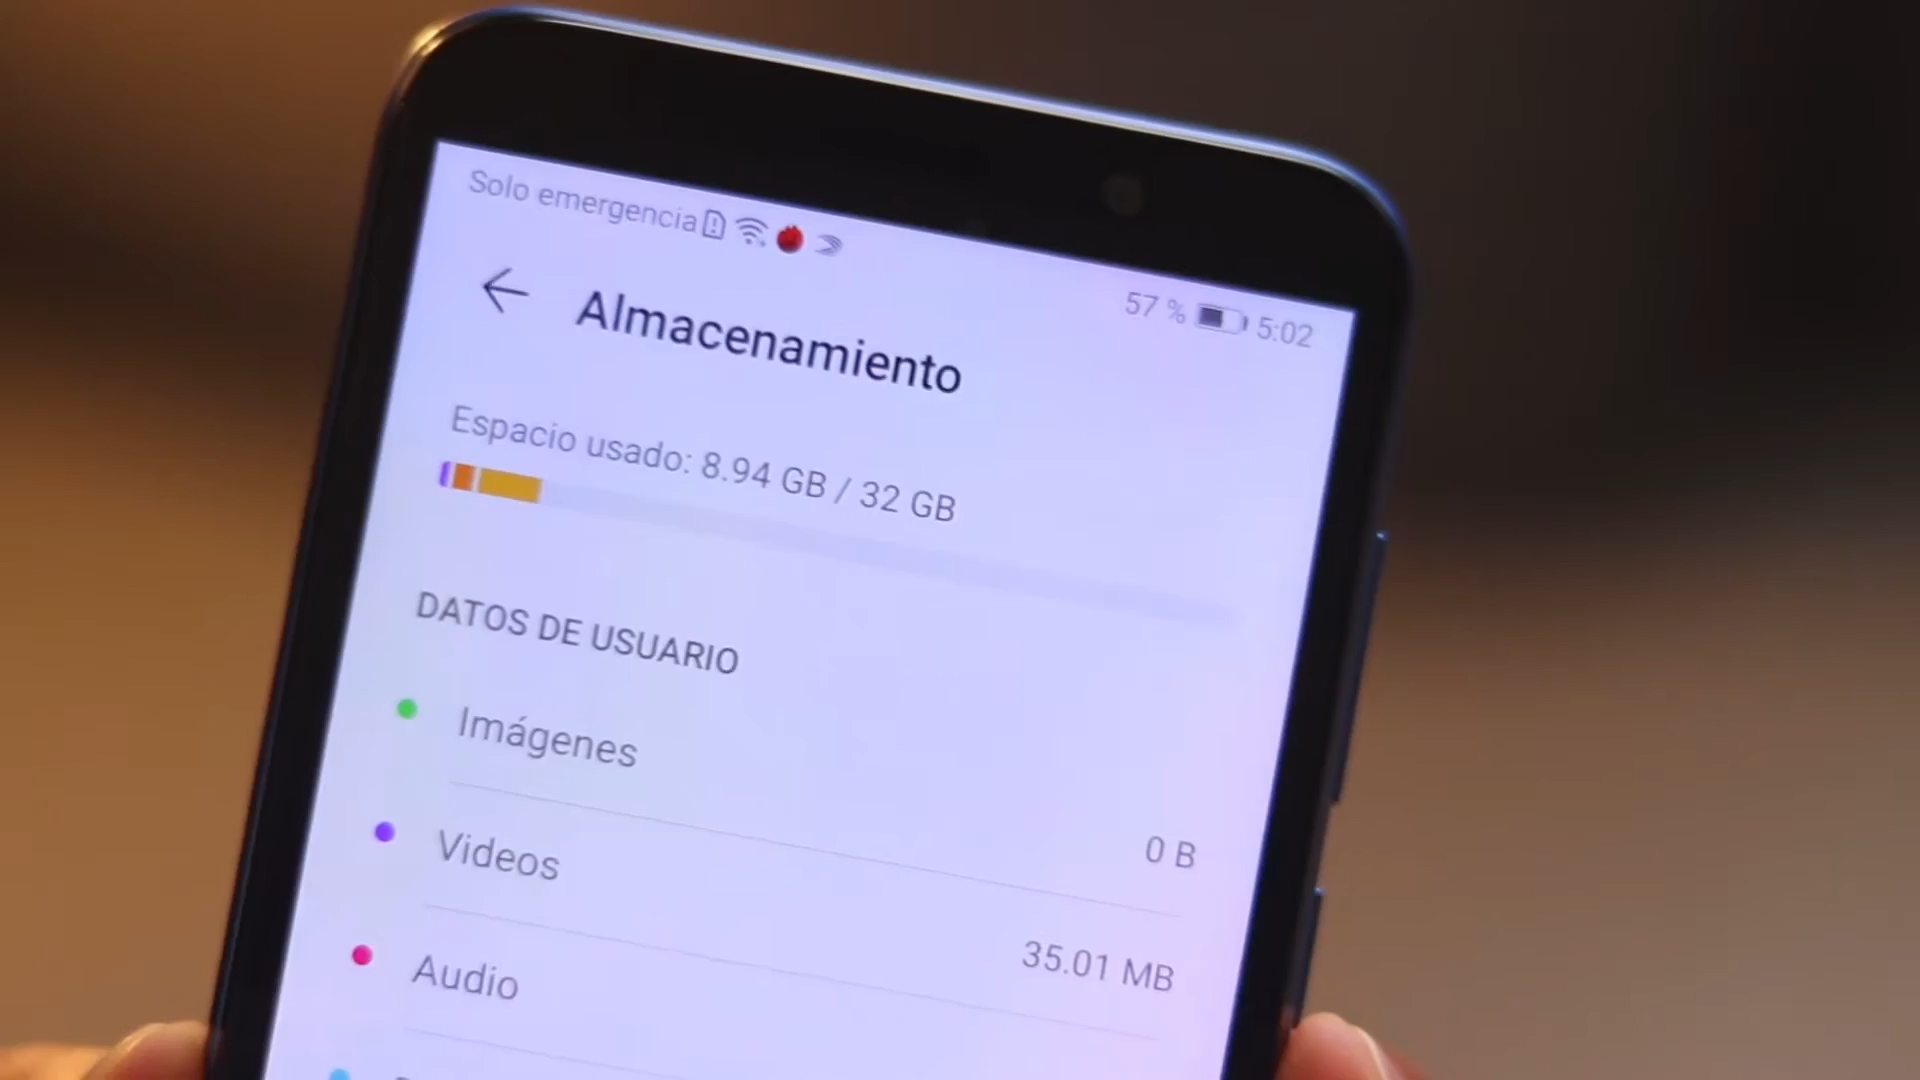 Solo emergencia
57 % 5:02
Almacenamiento
Espacio usado: 8.94 GB / 32 GB
DATOS DE USUARIO
Imágenes
0 B
Videos
35.01 MB
Audio